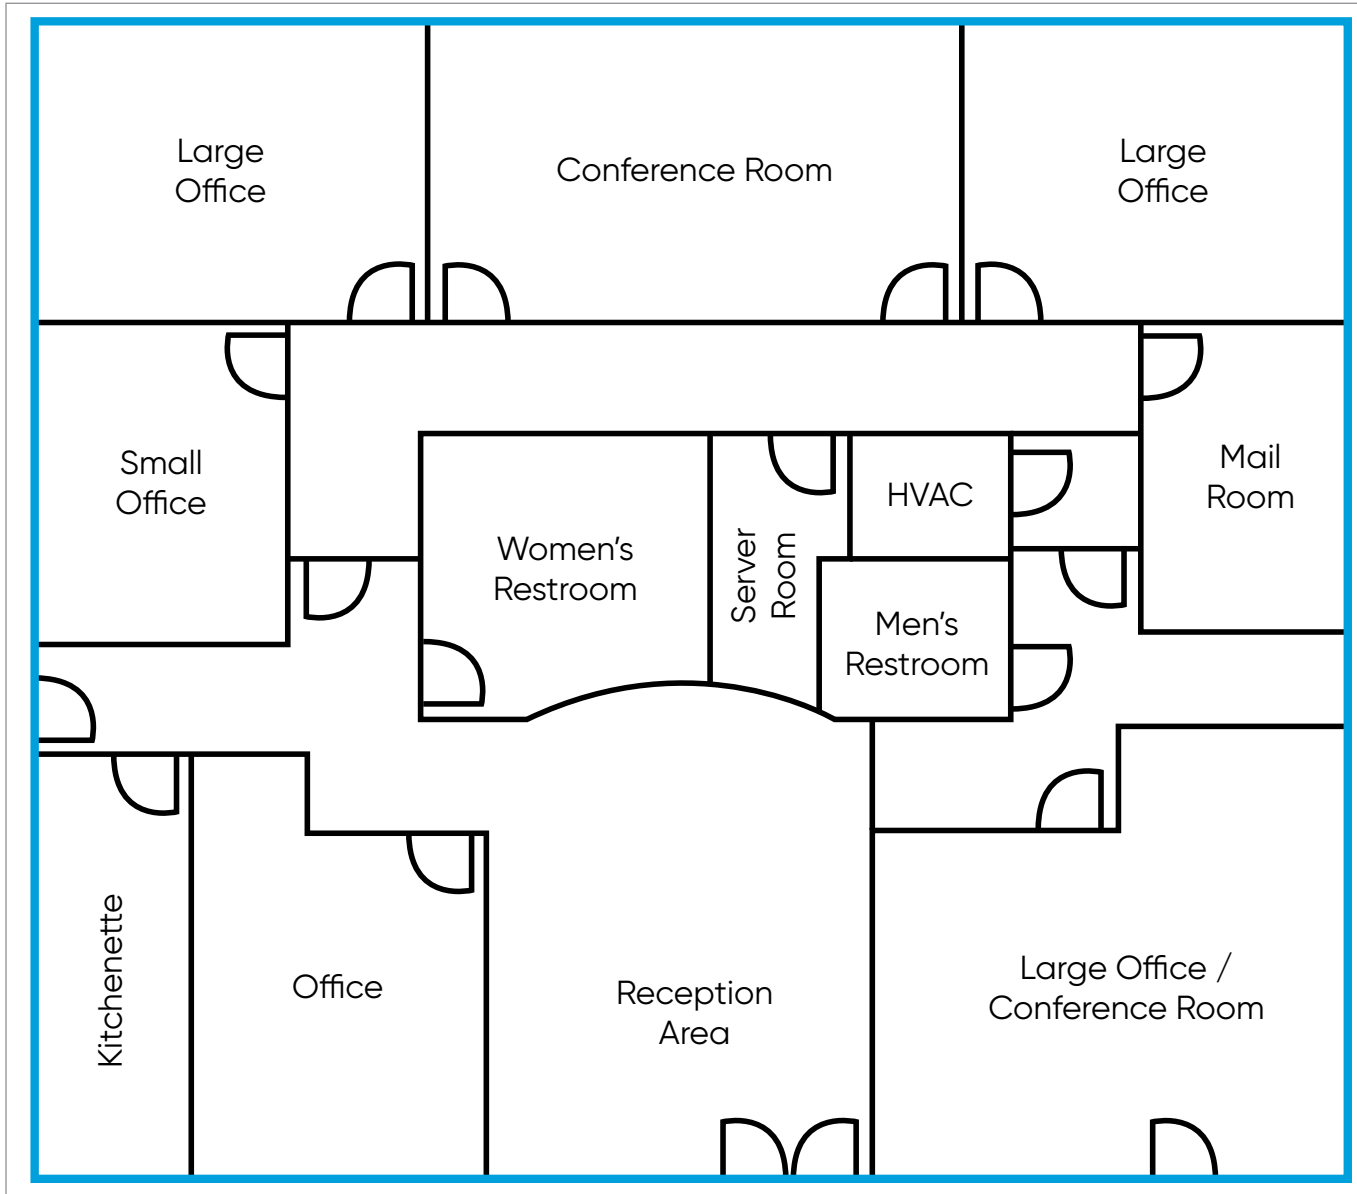 Large
Office
Conference Room
Large
Office
Small
Office
Women's
Restroom
Server
Room
HVAC
Mail
Room
Men's
Restroom
Kitchenette
Office
Reception
Area
Large Office /
Conference Room